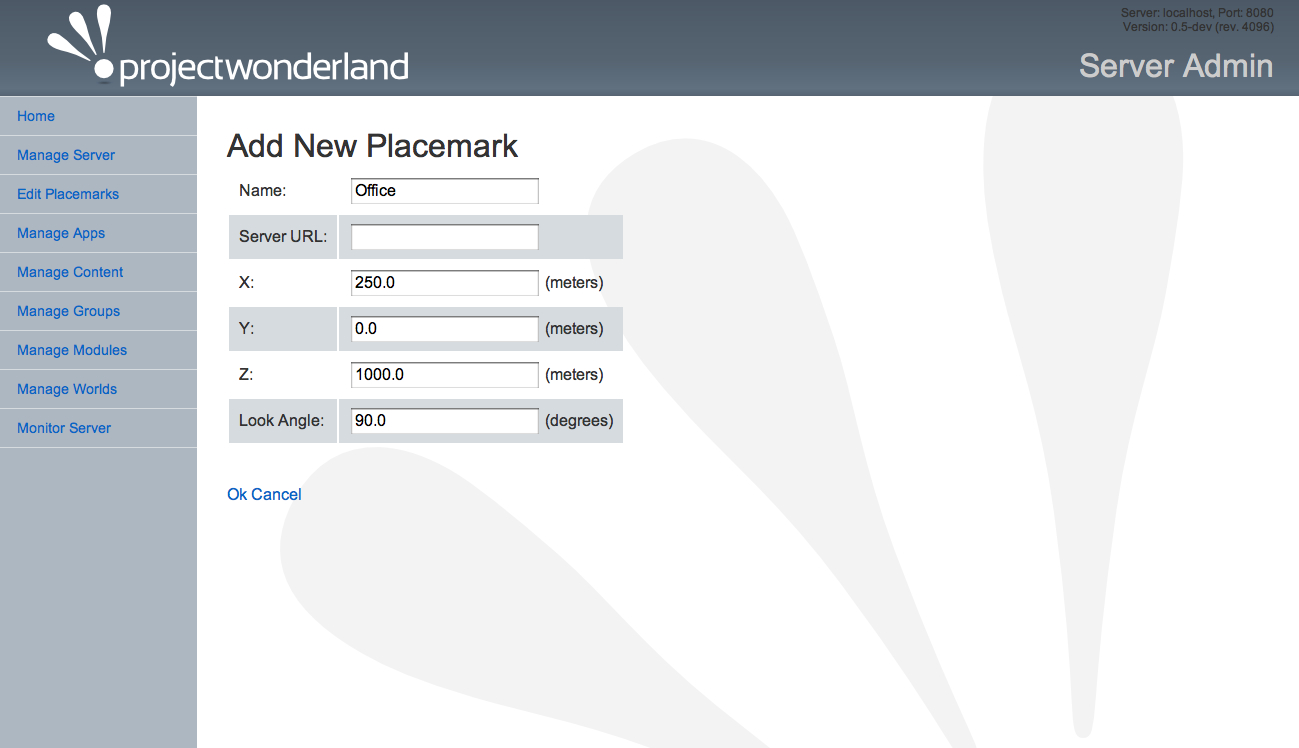 projectwonderland
Server: localhost, Port: 8080
Version: 0.5-dev (rev. 4096)
Server Admin
Home
Manage Server
Edit Placemarks
Manage Apps
Manage Content
Manage Groups
Manage Modules
Manage Worlds
Monitor Server
Add New Placemark
Name: Office
Server URL:
X: 250.0 (meters)
Y: 0.0 (meters)
Z: 1000.0 (meters)
Look Angle: 90.0 (degrees)
Ok Cancel